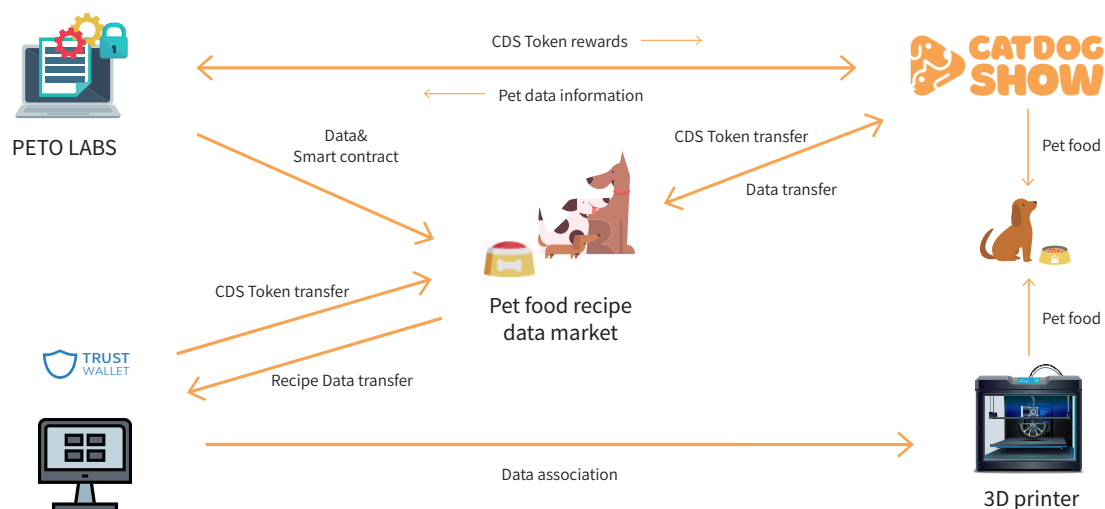 CDS Token rewards
CATDOG
SHOW
Pet data information
PETO LABS
Data&
Smart contract
CDS Token transfer
Data transfer
Pet food
CDS Token transfer
Pet food recipe
data market
Pet food
TRUST
WALLET
Recipe Data transfer
Data association
3D printer